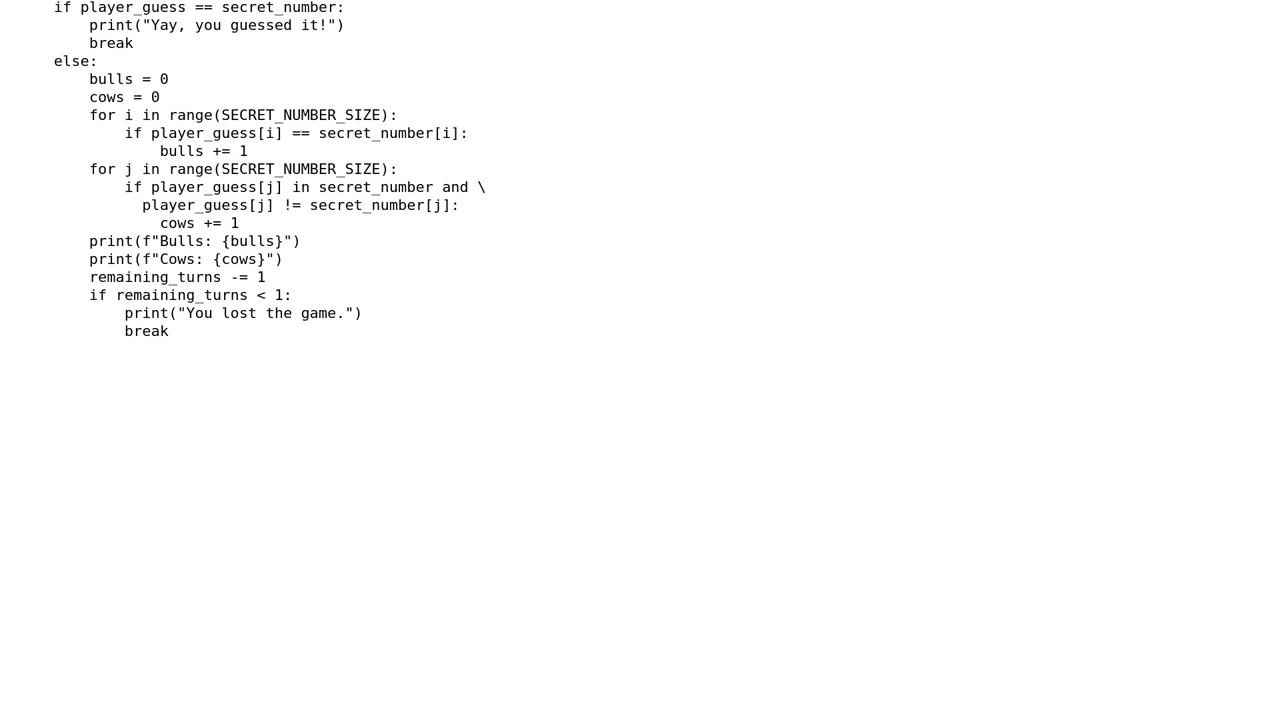 if player_guess == secret_number:
    print("Yay, you guessed it!")
    break
else:
    bulls = 0
    cows = 0
    for i in range(SECRET_NUMBER_SIZE):
        if player_guess[i] == secret_number[i]:
            bulls += 1
    for j in range(SECRET_NUMBER_SIZE):
        if player_guess[j] in secret_number and \
          player_guess[j] != secret_number[j]:
            cows += 1
    print(f"Bulls: {bulls}")
    print(f"Cows: {cows}")
    remaining_turns -= 1
    if remaining_turns < 1:
        print("You lost the game.")
        break